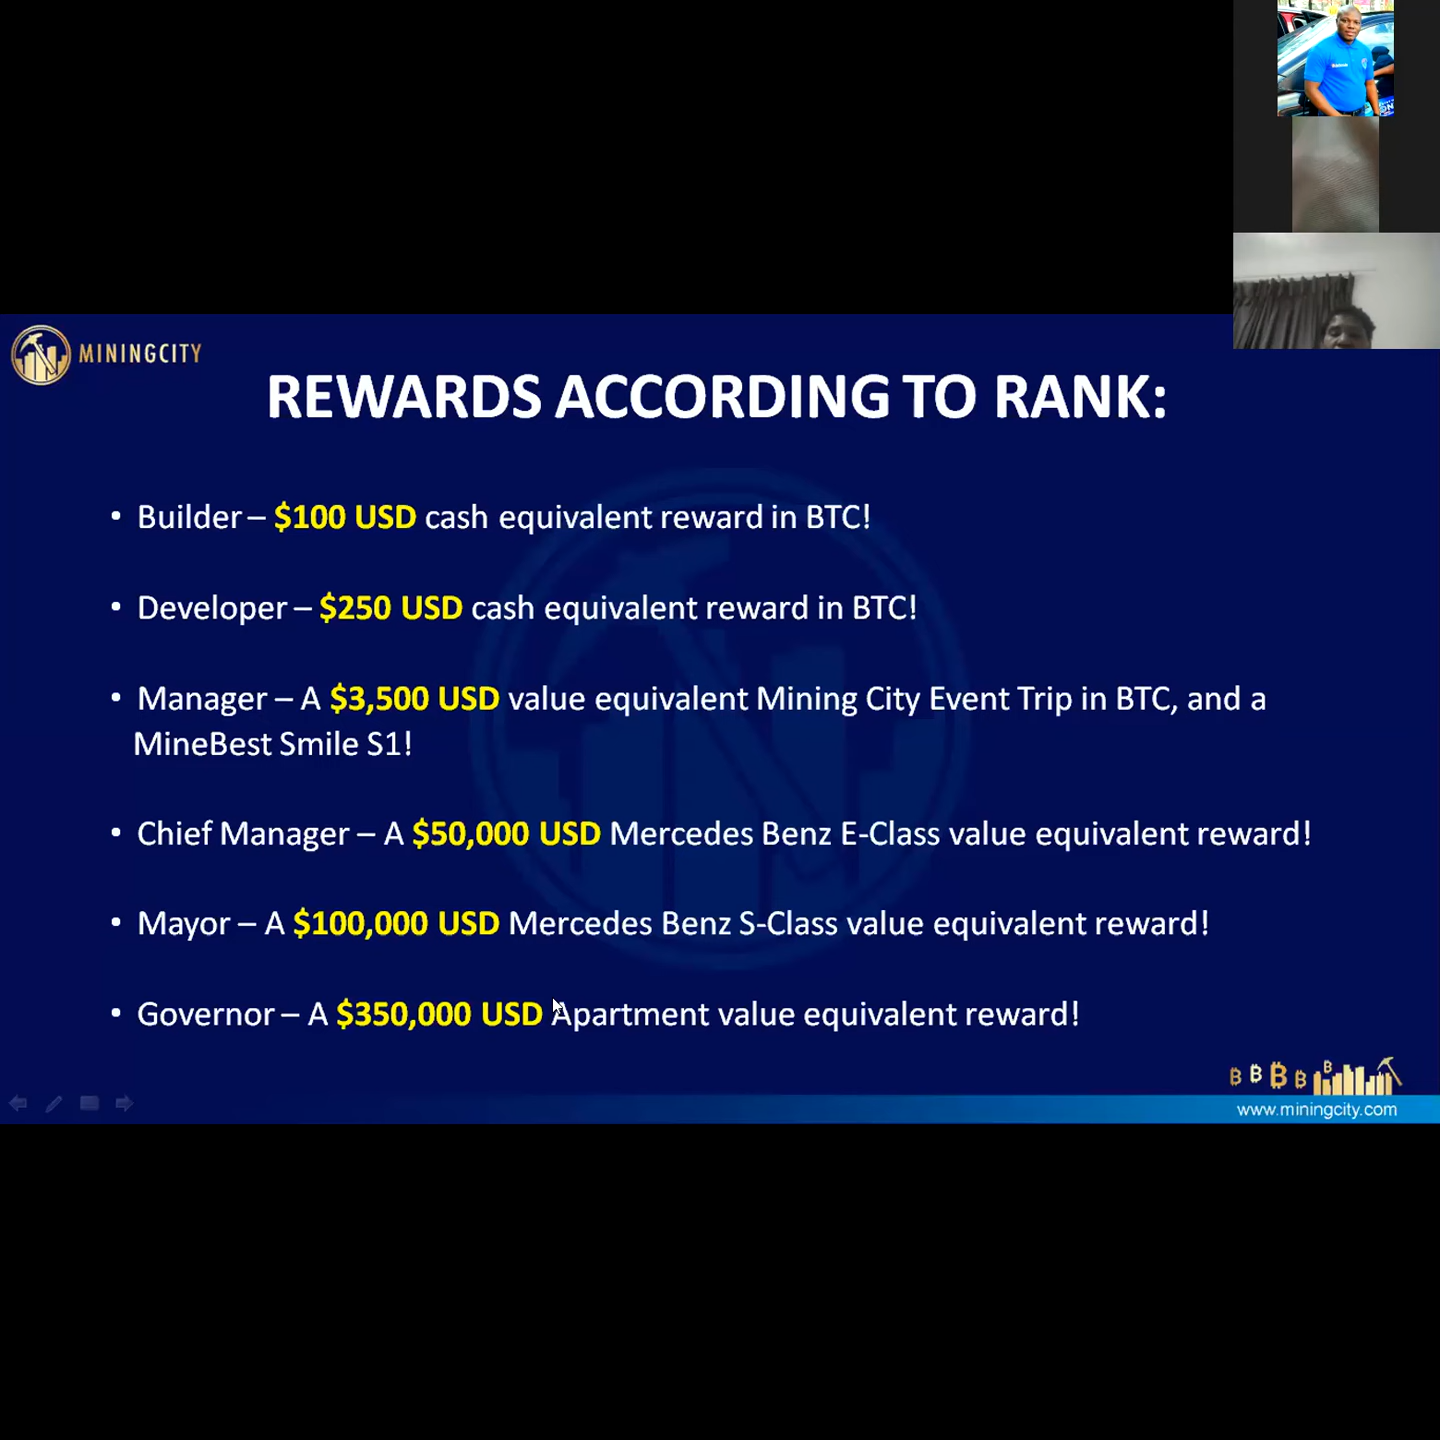 MININGCITY
REWARDS ACCORDING TO RANK:
• Builder – $100 USD cash equivalent reward in BTC!
• Developer – $250 USD cash equivalent reward in BTC!
• Manager – A $3,500 USD value equivalent Mining City Event Trip in BTC, and a
MineBest Smile S1!
• Chief Manager – A $50,000 USD Mercedes Benz E-Class value equivalent reward!
• Mayor – A $100,000 USD Mercedes Benz S-Class value equivalent reward!
• Governor – A $350,000 USD Apartment value equivalent reward!
www.miningcity.com